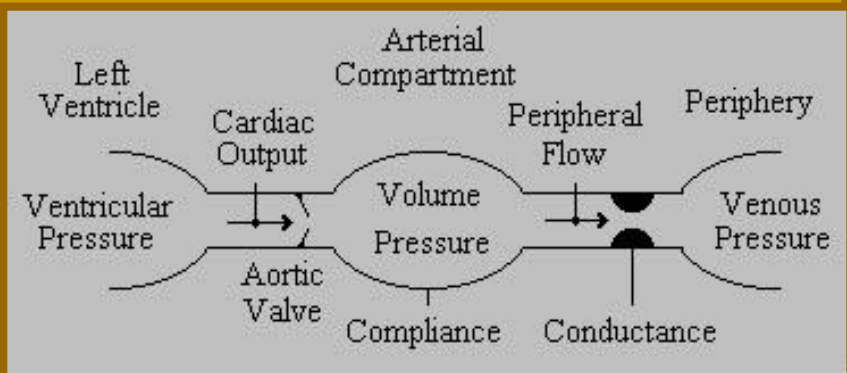 Left
Ventricle
Arterial
Compartment
Cardiac
Output
Peripheral
Flow
Periphery
Ventricular
Pressure
Volume
Pressure
Venous
Pressure
Aortic
Valve
Compliance
Conductance